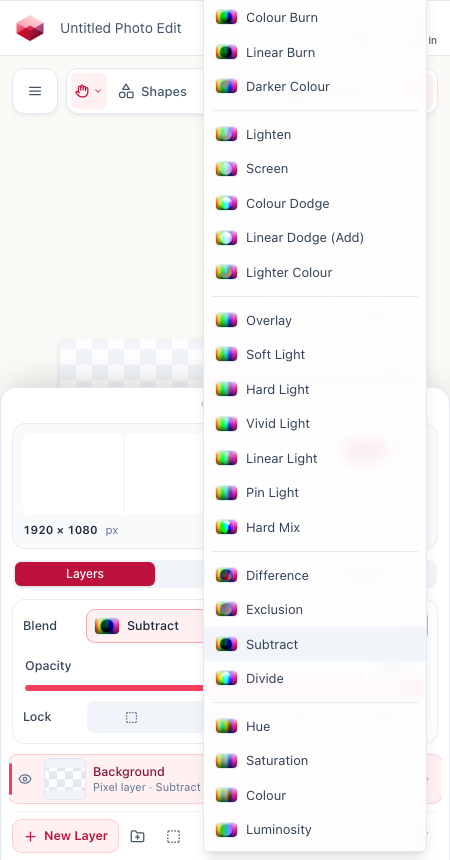 Untitled Photo Edit
in
Shapes
Colour Burn
Linear Burn
Darker Colour
Lighten
Screen
Colour Dodge
Linear Dodge (Add)
Lighter Colour
Overlay
Soft Light
Hard Light
Vivid Light
Linear Light
Pin Light
Hard Mix
Difference
Exclusion
Subtract
Divide
Hue
Saturation
Colour
Luminosity
1920 × 1080 px
Layers
Blend Subtract
Opacity
Lock
Background
Pixel layer · Subtract
New Layer